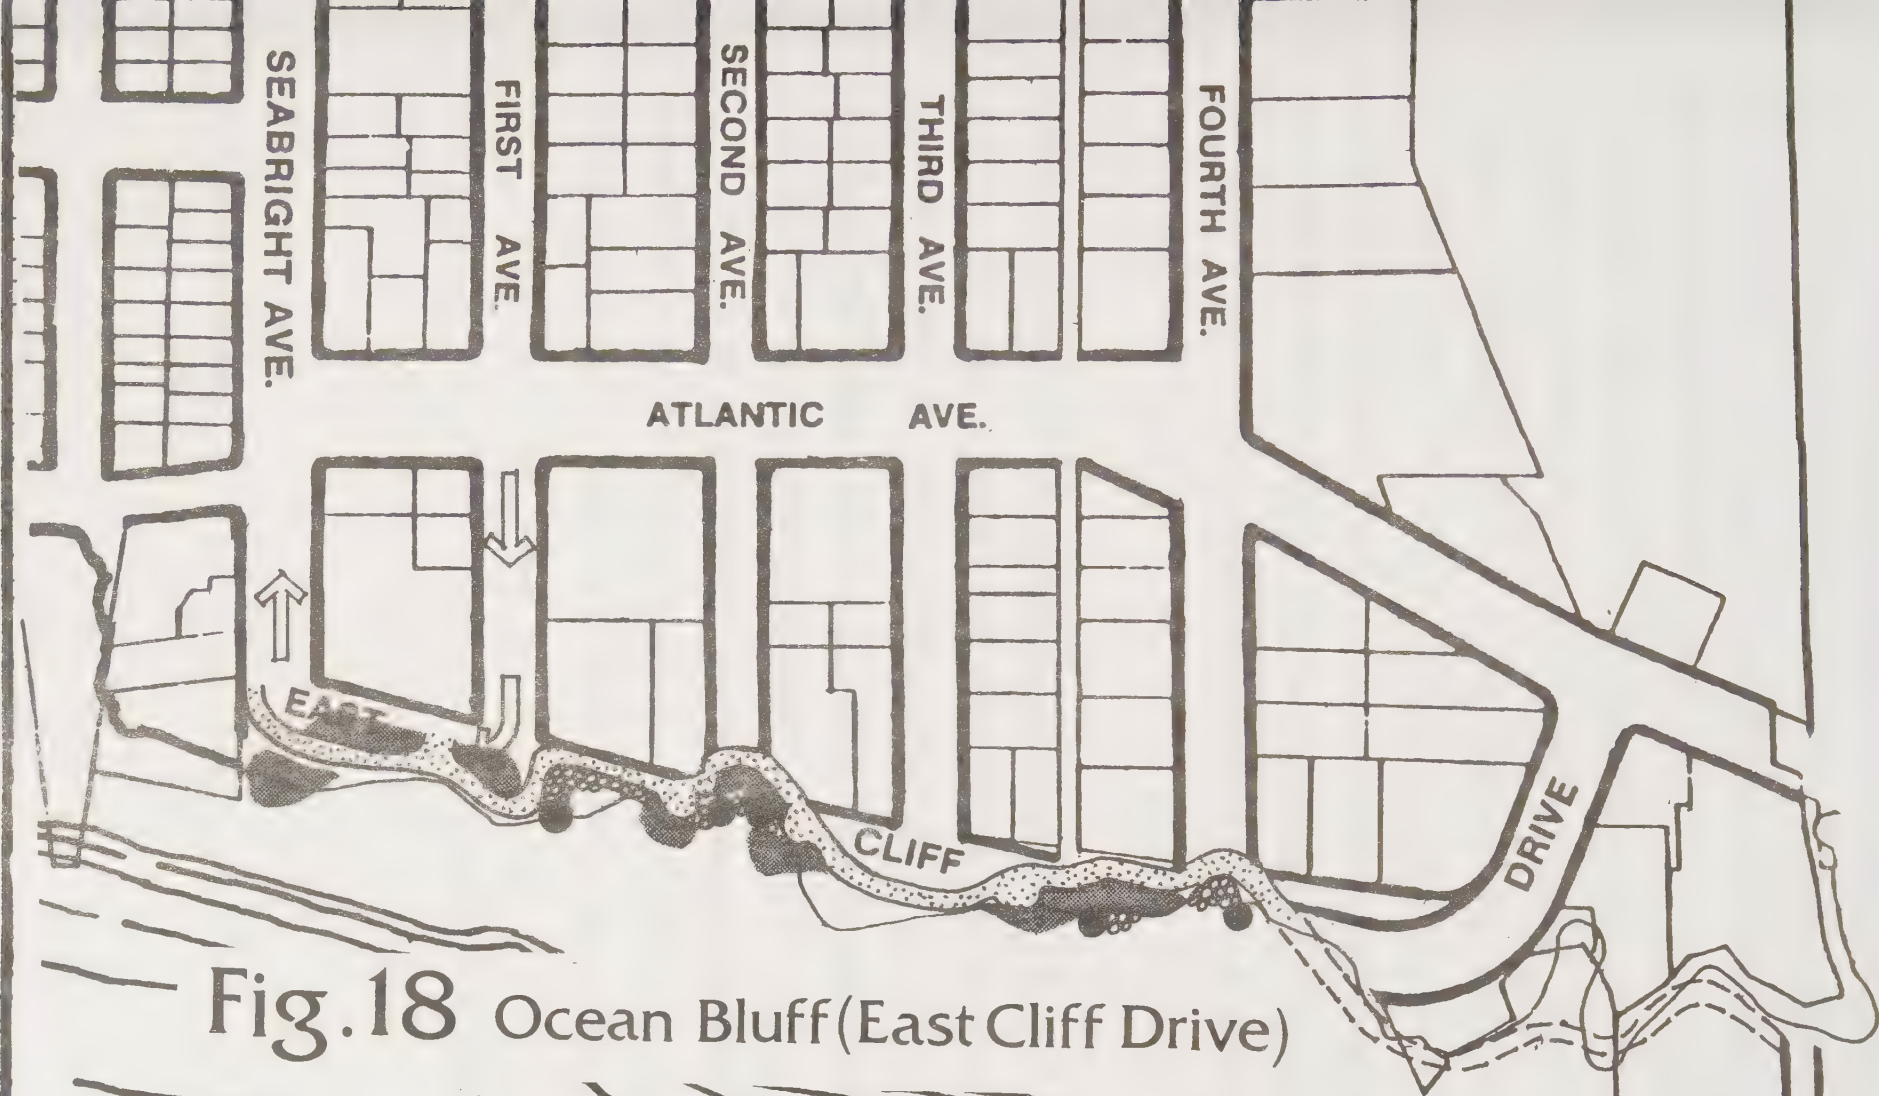 SEABRIGHT AVE.
FIRST AVE.
SECOND AVE.
THIRD AVE.
FOURTH AVE.
ATLANTIC AVE.
EAST
CLIFF
DRIVE
Fig.18 Ocean Bluff (East Cliff Drive)